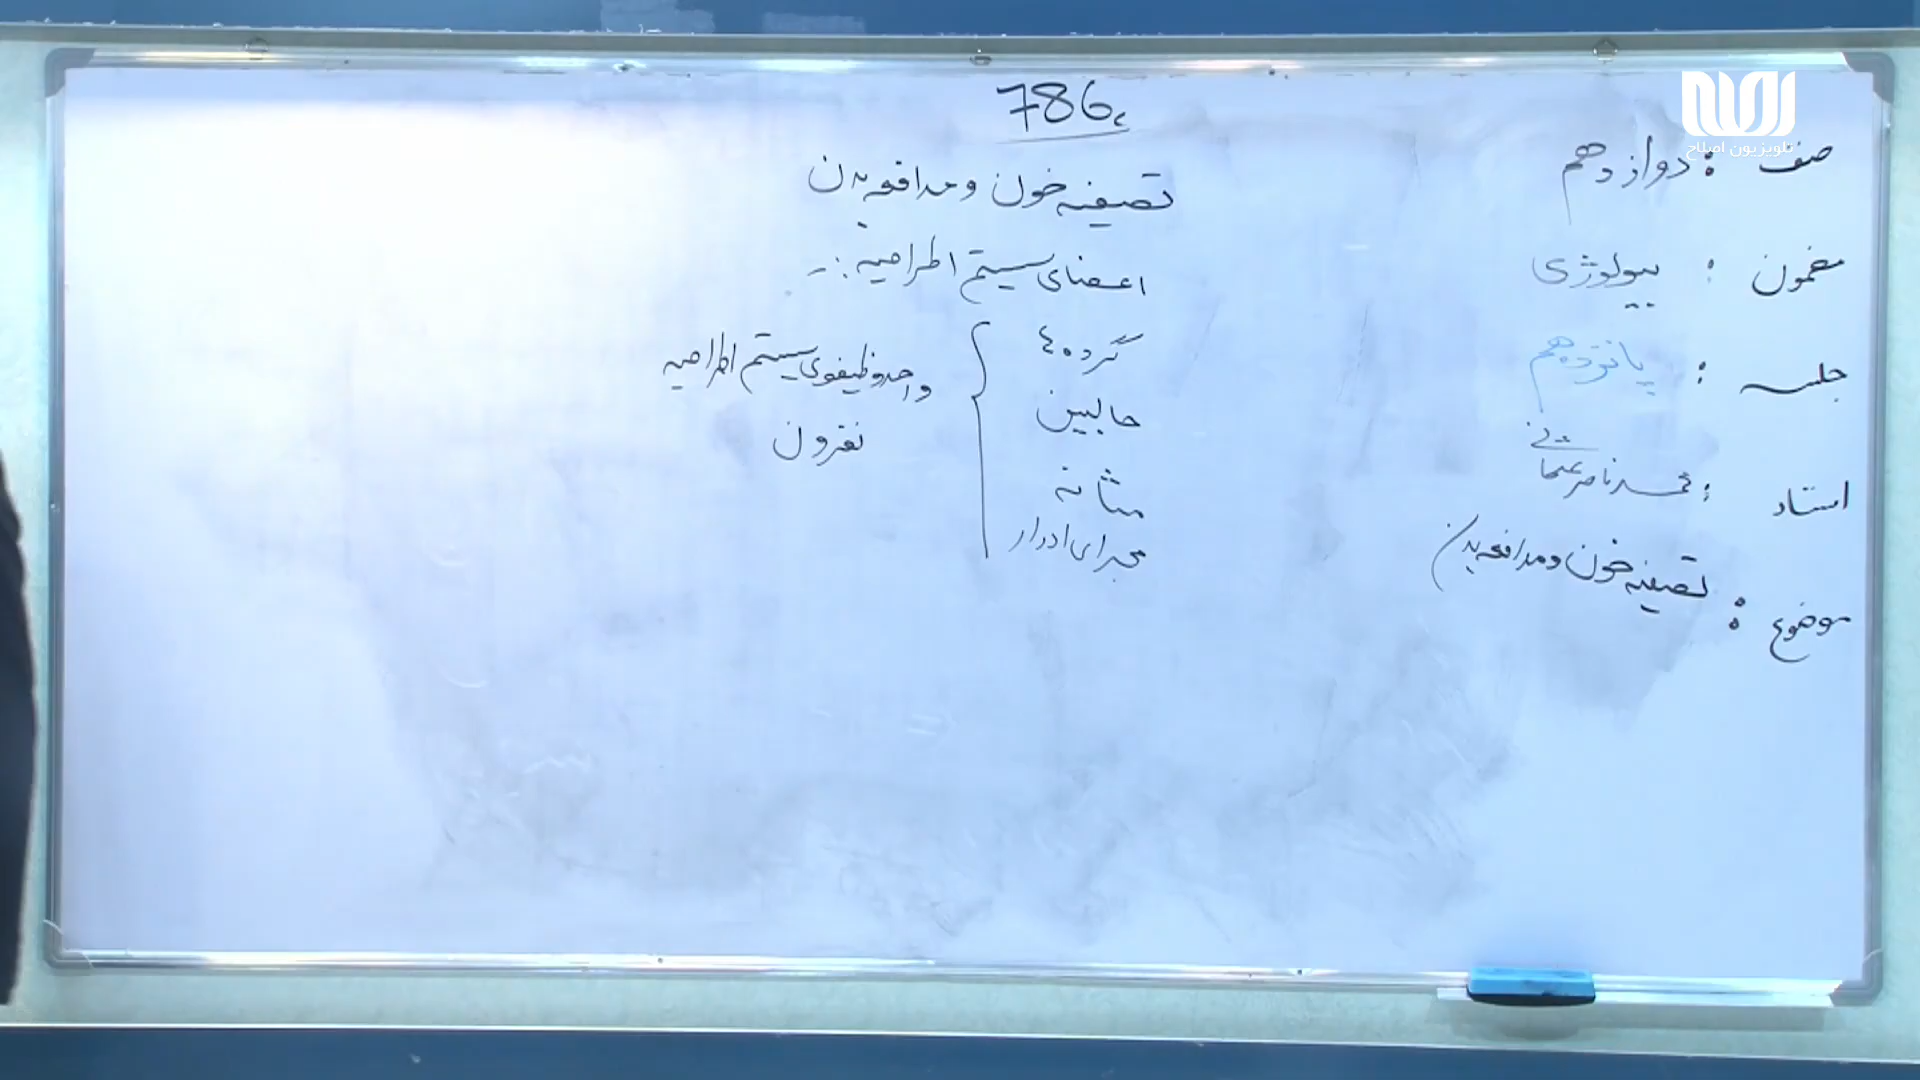 786
تصفیه خون و مدافعه بدن
اعضای سیستم اطراحیه :-
گرده ها
حالبین
مثانه
مجرای ادرار
واحد وظیفوی سیستم اطراحیه
نفرون
صنف : دوازدهم
مضمون : بیولوژی
جلسه : پانزدهم
استاد : محمد ناصر عثمانی
موضوع : تصفیه خون و مدافعه بدن
تلویزیون اصلاح